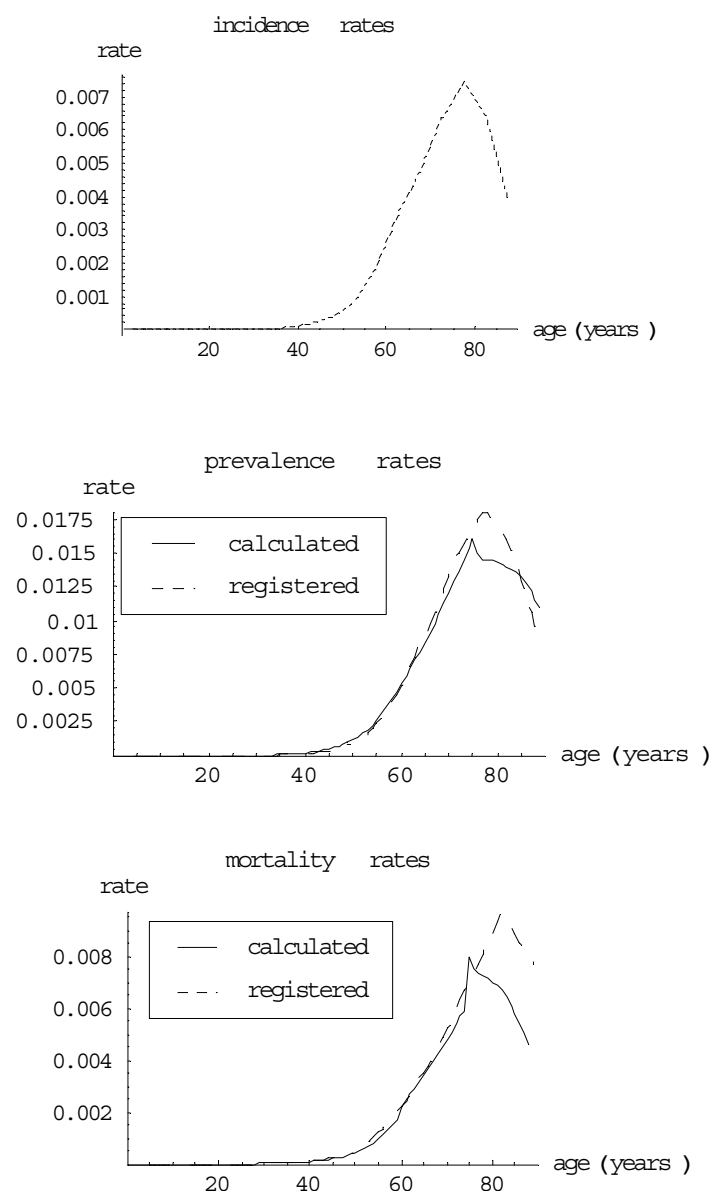 incidence rates
rate
0.007
0.006
0.005
0.004
0.003
0.002
0.001
20 40 60 80
age (years )
prevalence rates
rate
0.0175
0.015
0.0125
0.01
0.0075
0.005
0.0025
calculated
registered
20 40 60 80
age (years )
mortality rates
rate
0.008
0.006
0.004
0.002
calculated
registered
20 40 60 80
age (years )